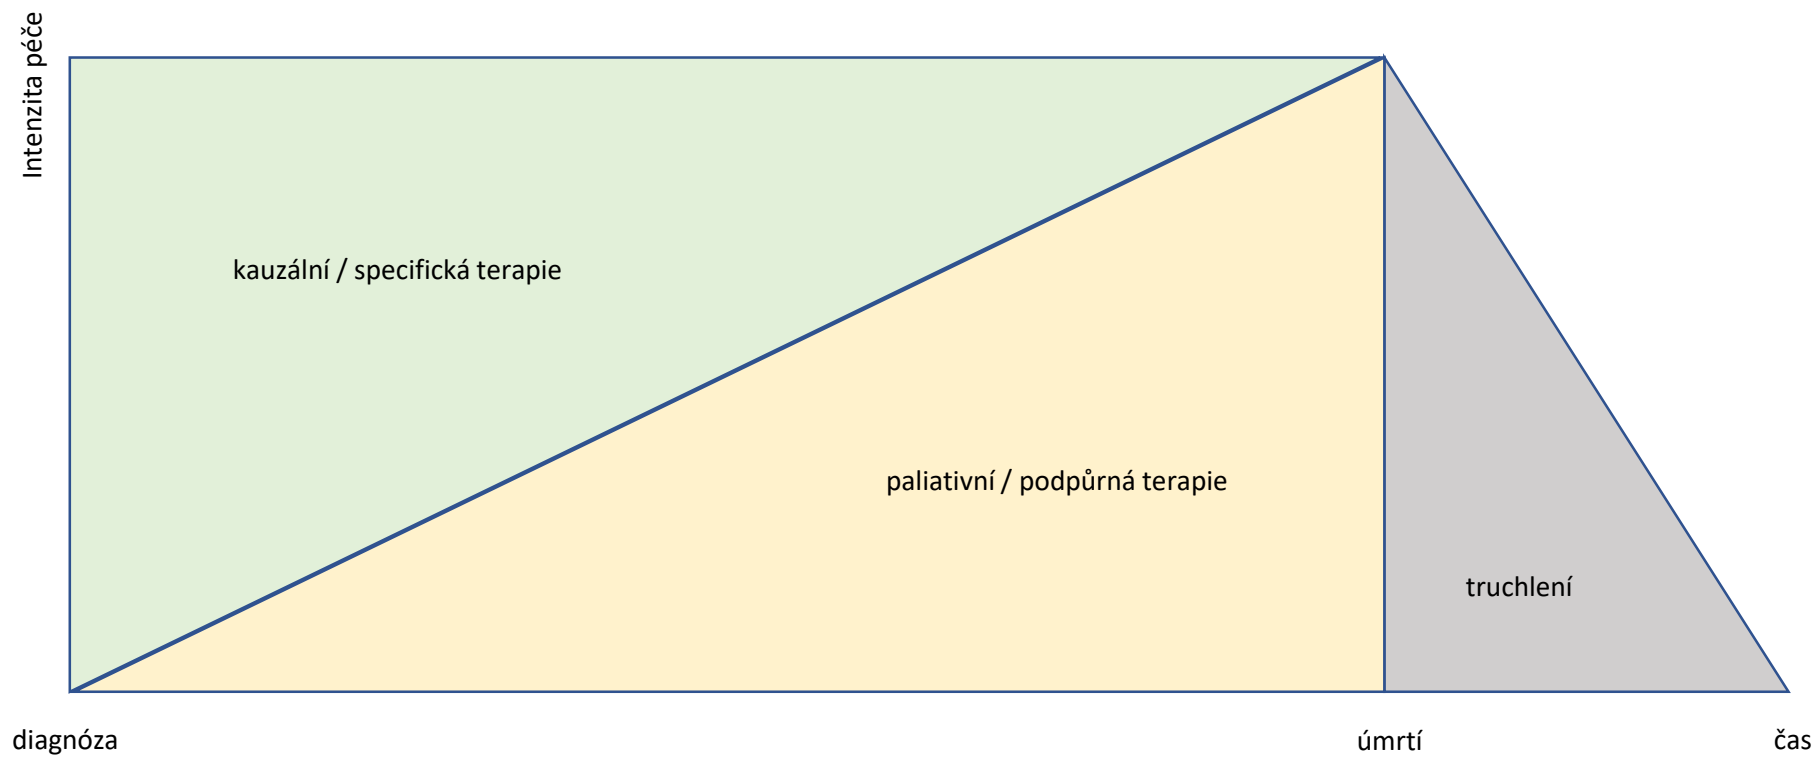 Intenzita péče
kauzální / specifická terapie
paliativní / podpůrná terapie
truchlení
diagnóza
úmrtí
čas